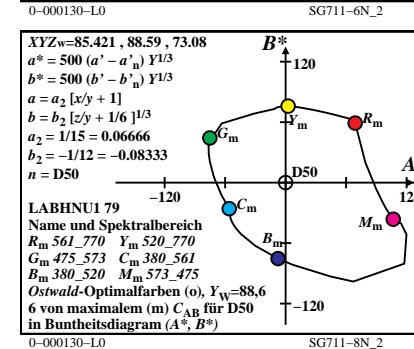 0-000130-L0 SG711-6N_2
XYZw=85.421 , 88.59 , 73.08
a* = 500 (a' − a'n) Y1/3
b* = 500 (b' − b'n) Y1/3
a = a2 [x/y + 1]
b = b2 [z/y + 1/6 ]1/3
a2 = 1/15 = 0.06666
b2 = −1/12 = −0.08333
n = D50
B*
120
Ym
Rm
Gm
D50
A
−120
12
Cm
Mm
Bm
−120
LABHNU1 79
Name und Spektralbereich
Rm 561_770 Ym 520_770
Gm 475_573 Cm 380_561
Bm 380_520 Mm 573_475
Ostwald-Optimalfarben (o), YW=88,6
6 von maximalem (m) CAB für D50
in Buntheitsdiagram (A*, B*)
0-000130-L0 SG711-8N_2